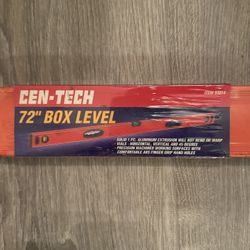 ITEM 93814
CEN-TECH
72" BOX LEVEL
SOLID 1 PC. ALUMINUM EXTRUSION WILL NOT BEND OR WARP
VIALS - HORIZONTAL, VERTICAL AND 45 DEGREE
PRECISION MACHINED WORKING SURFACES WITH
COMFORTABLE AND FINGER GRIP HAND HOLES